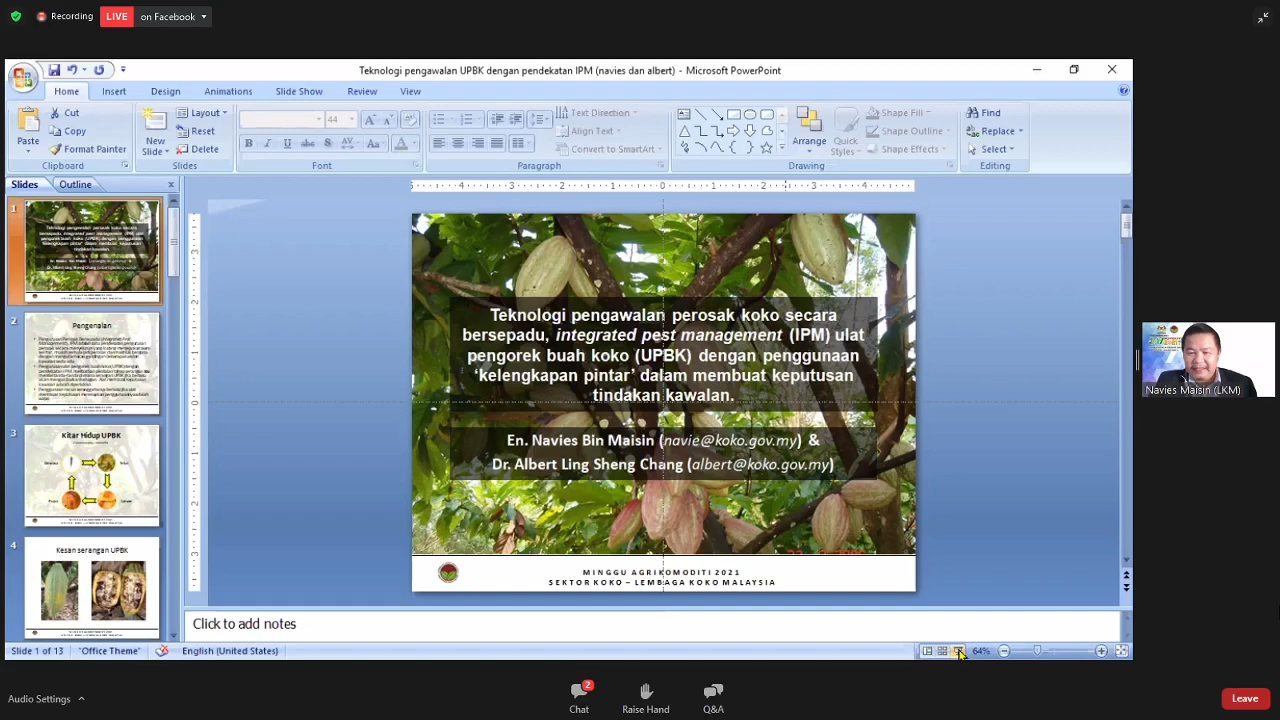 Recording
LIVE
on Facebook
Teknologi pengawalan UPBK dengan pendekatan IPM (navies dan albert) - Microsoft PowerPoint
Home
Insert
Design
Animations
Slide Show
Review
View
Paste
Cut
Copy
Format Painter
Clipboard
New
Slide
Layout
Reset
Delete
Slides
44
Font
Text Direction
Align Text
Convert to SmartArt
Paragraph
Arrange
Quick
Styles
Shape Fill
Shape Outline
Shape Effects
Drawing
Find
Replace
Select
Editing
Slides
Outline
1
2
Pengenalan
3
Kitar Hidup UPBK
4
Kesan serangan UPBK
Teknologi pengawalan perosak koko secara
bersepadu, integrated pest management (IPM) ulat
pengorek buah koko (UPBK) dengan penggunaan
'kelengkapan pintar' dalam membuat keputusan
tindakan kawalan.
En. Navies Bin Maisin (navie@koko.gov.my) &
Dr. Albert Ling Sheng Chang (albert@koko.gov.my)
MINGGU AGRIKOMODITI 2021
SEKTOR KOKO – LEMBAGA KOKO MALAYSIA
Click to add notes
Slide 1 of 13
"Office Theme"
English (United States)
64%
Navies Maisin (LKM)
Audio Settings
2
Chat
Raise Hand
Q&A
Leave